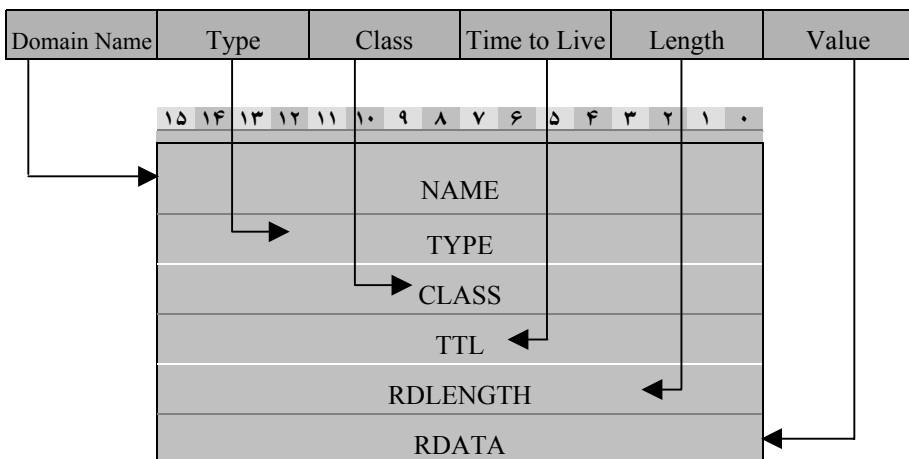 Domain Name Type Class Time to Live Length Value
۱۵ ۱۴ ۱۳ ۱۲ ۱۱ ۱۰ ۹ ۸ ۷ ۶ ۵ ۴ ۳ ۲ ۱ ۰
NAME
TYPE
CLASS
TTL
RDLENGTH
RDATA